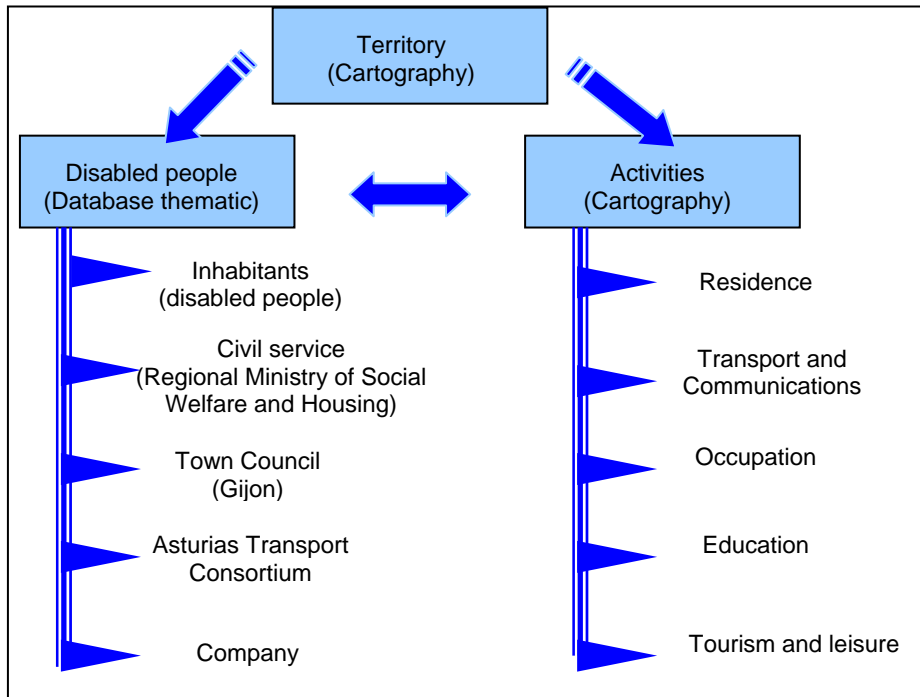 Territory
(Cartography)
Disabled people
(Database thematic)
Inhabitants
(disabled people)
Civil service
(Regional Ministry of Social
Welfare and Housing)
Town Council
(Gijon)
Asturias Transport
Consortium
Company
Activities
(Cartography)
Residence
Transport and
Communications
Occupation
Education
Tourism and leisure